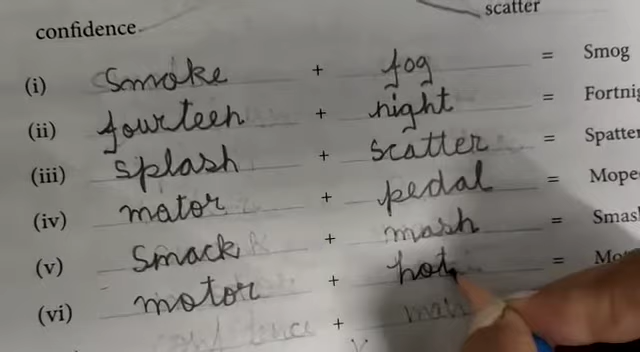 scatter
confidence
(i) Smoke + fog = Smog
(ii) fourteen + night = Fortnig
(iii) splash + scatter = Spatter
(iv) motor + pedal = Mope
(v) Smack + mash = Smas
(vi) motor + hot = Mo
+